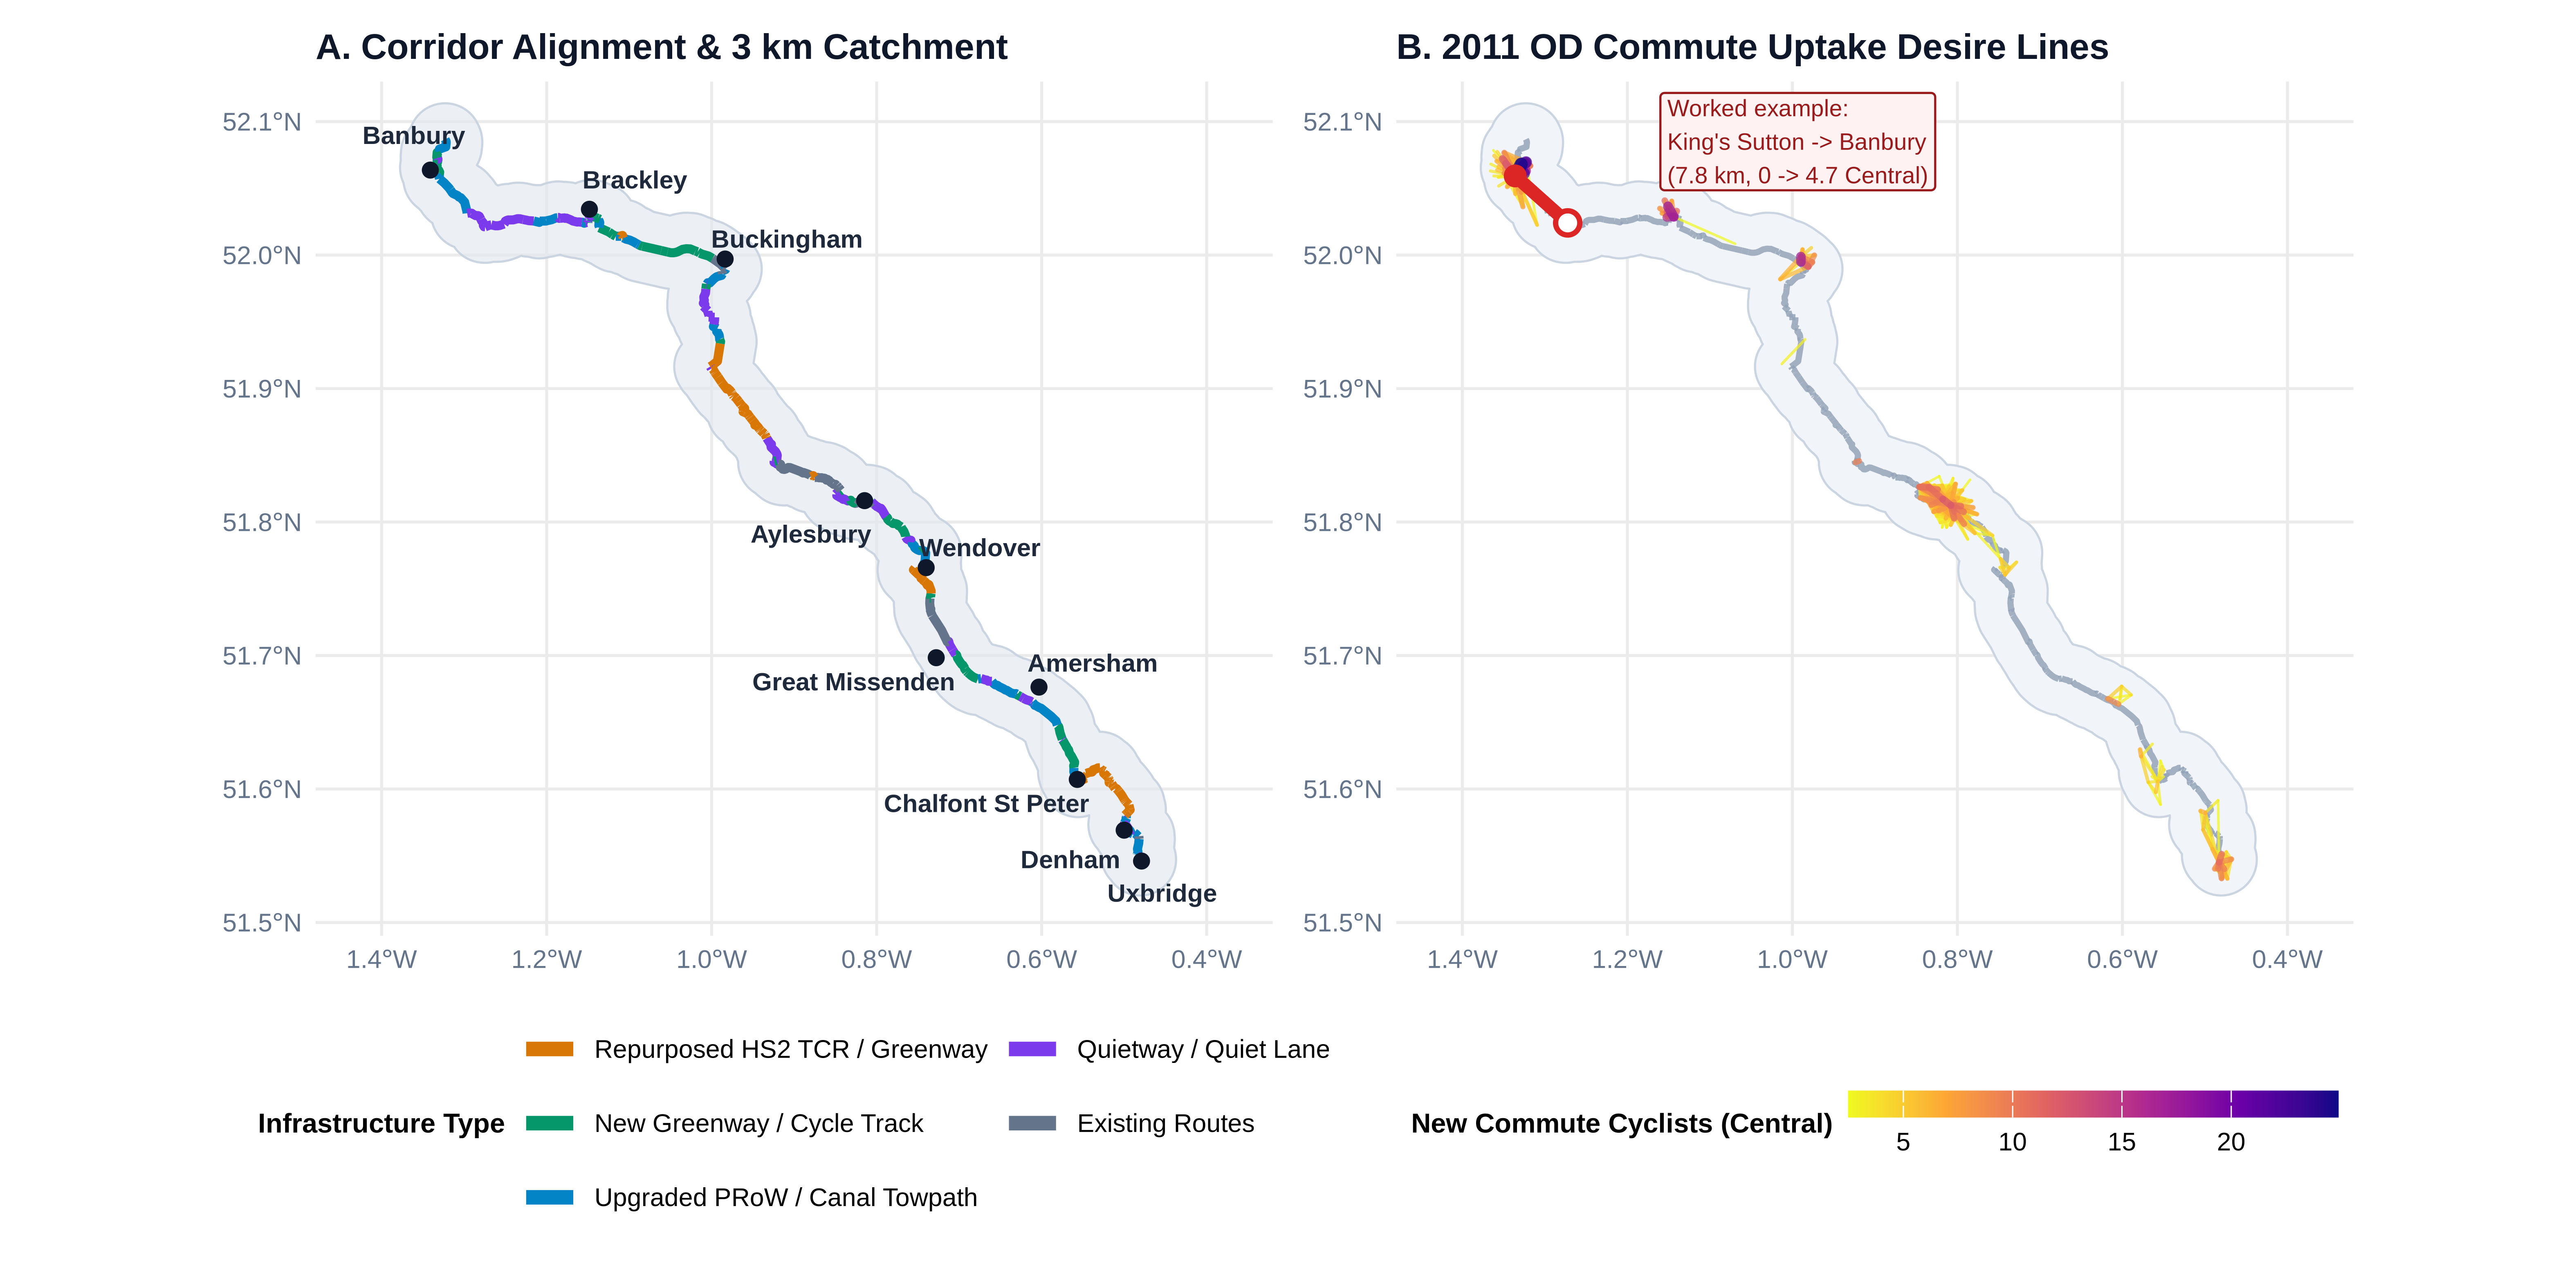 A. Corridor Alignment & 3 km Catchment
52.1°N
52.0°N
51.9°N
51.8°N
51.7°N
51.6°N
51.5°N
1.4°W
1.2°W
1.0°W
0.8°W
0.6°W
0.4°W
Banbury
Brackley
Buckingham
Aylesbury
Wendover
Great Missenden
Amersham
Chalfont St Peter
Denham
Uxbridge
Infrastructure Type
Repurposed HS2 TCR / Greenway
New Greenway / Cycle Track
Upgraded PRoW / Canal Towpath
Quietway / Quiet Lane
Existing Routes
B. 2011 OD Commute Uptake Desire Lines
Worked example:
King's Sutton -> Banbury
(7.8 km, 0 -> 4.7 Central)
52.1°N
52.0°N
51.9°N
51.8°N
51.7°N
51.6°N
51.5°N
1.4°W
1.2°W
1.0°W
0.8°W
0.6°W
0.4°W
New Commute Cyclists (Central)
5
10
15
20